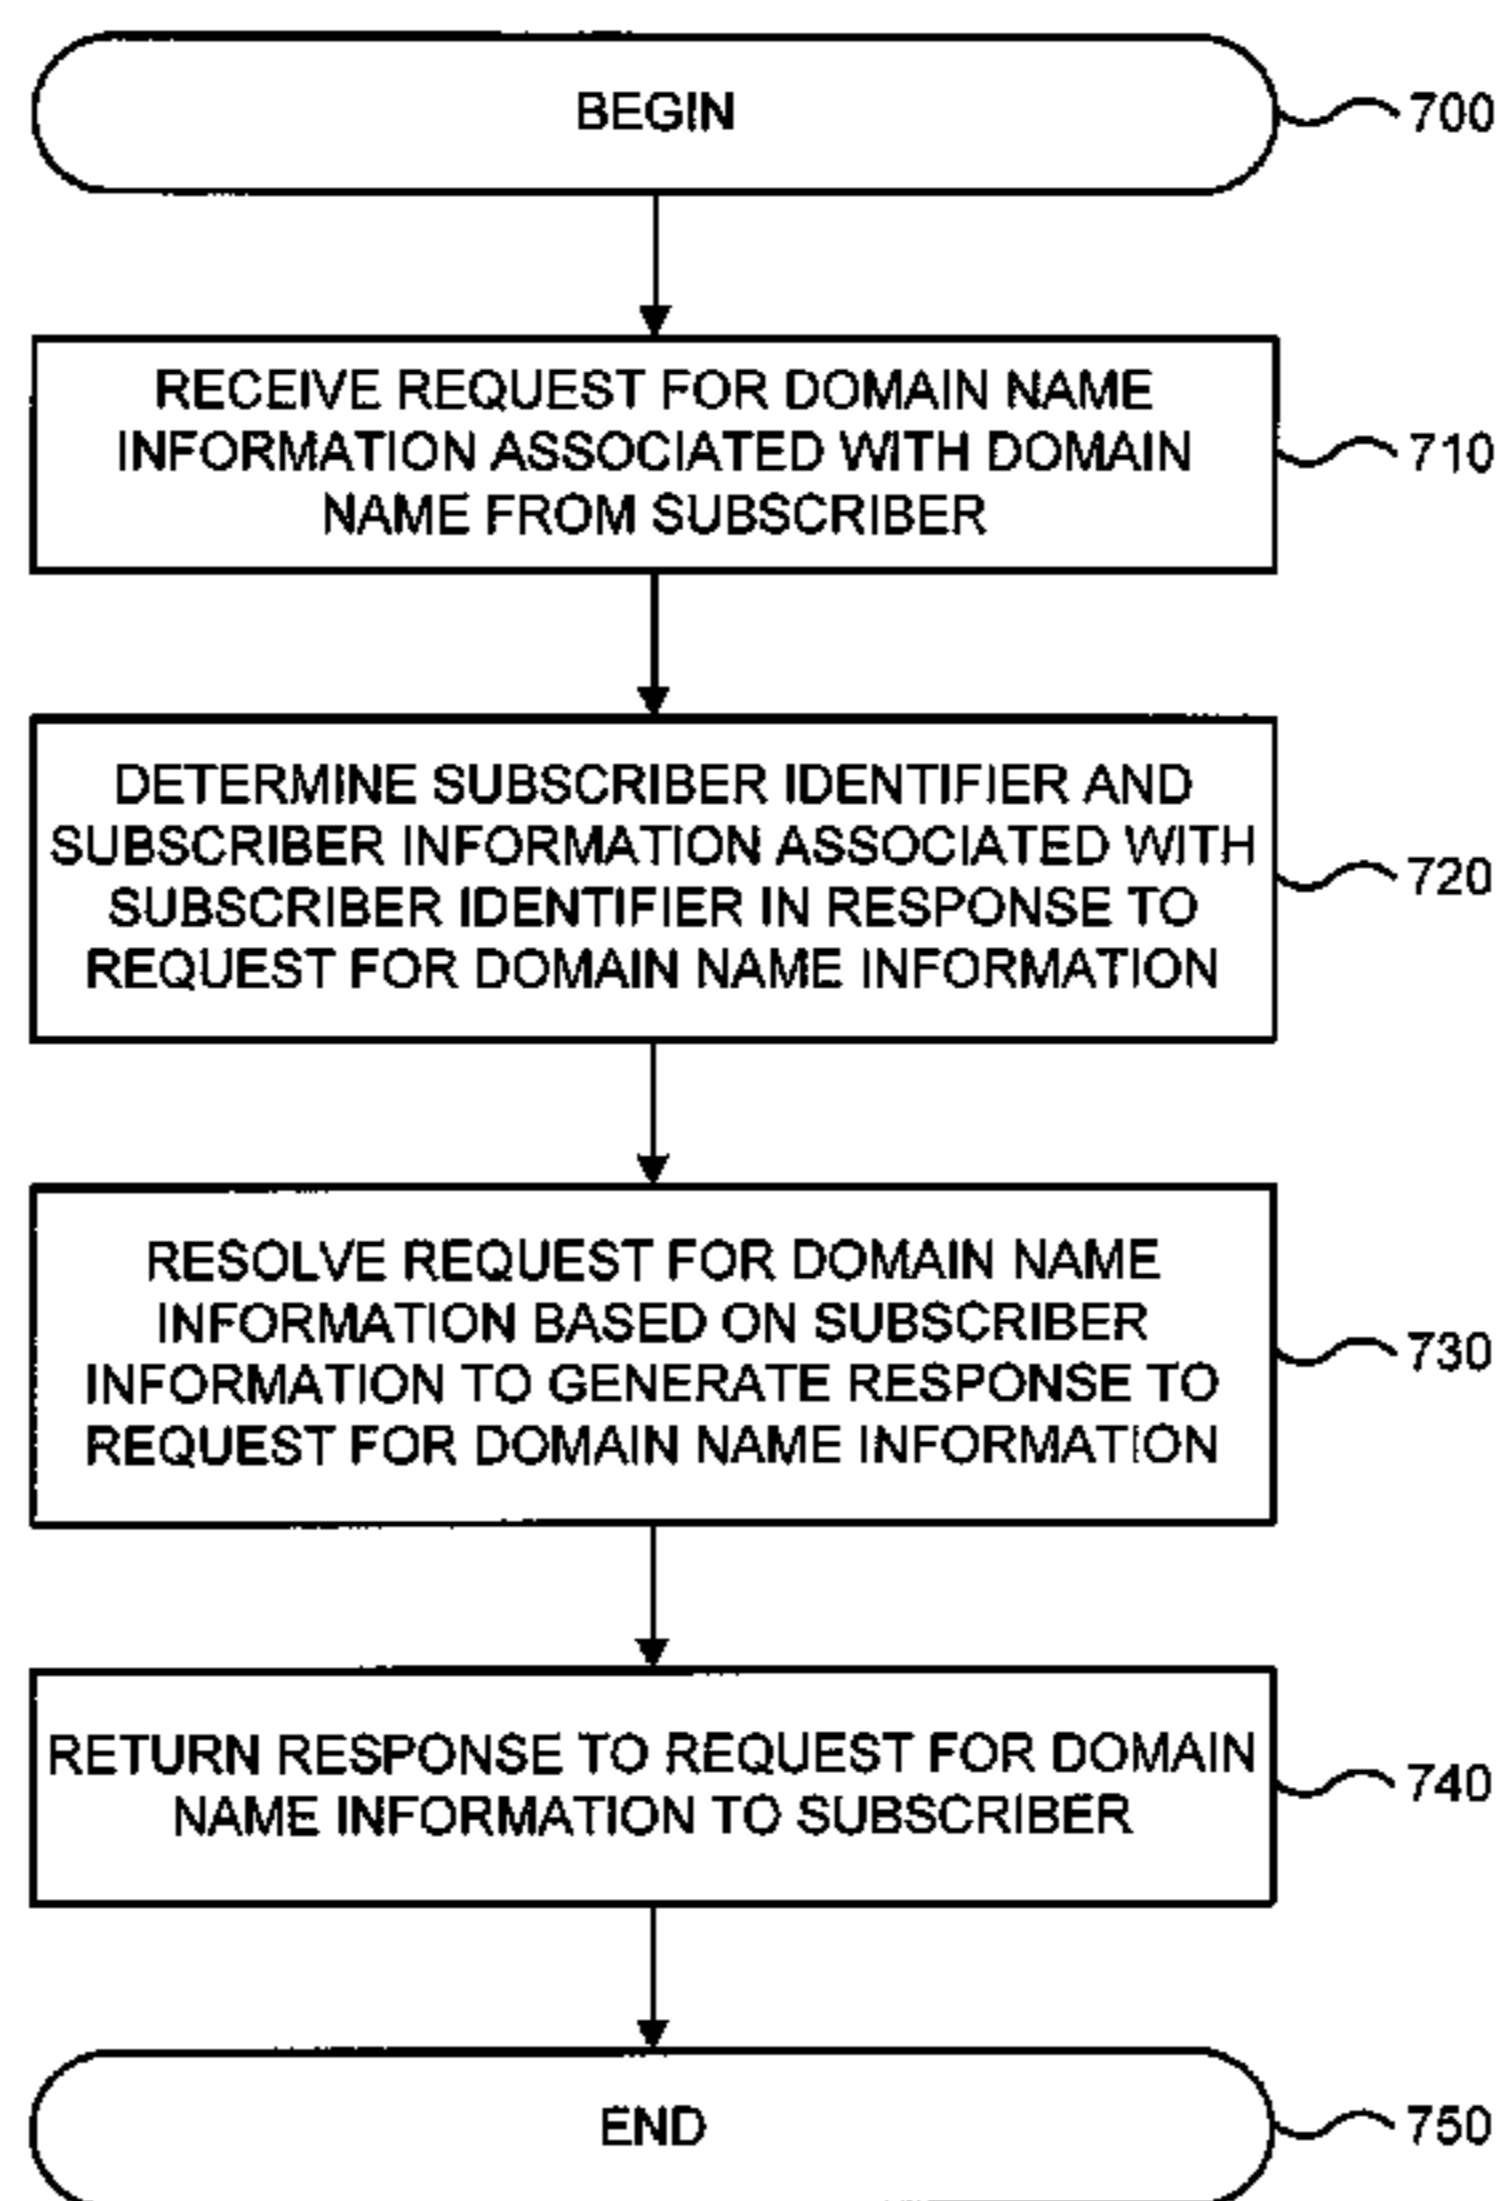 BEGIN
700
RECEIVE REQUEST FOR DOMAIN NAME
INFORMATION ASSOCIATED WITH DOMAIN
NAME FROM SUBSCRIBER
710
DETERMINE SUBSCRIBER IDENTIFIER AND
SUBSCRIBER INFORMATION ASSOCIATED WITH
SUBSCRIBER IDENTIFIER IN RESPONSE TO
REQUEST FOR DOMAIN NAME INFORMATION
720
RESOLVE REQUEST FOR DOMAIN NAME
INFORMATION BASED ON SUBSCRIBER
INFORMATION TO GENERATE RESPONSE TO
REQUEST FOR DOMAIN NAME INFORMATION
730
RETURN RESPONSE TO REQUEST FOR DOMAIN
NAME INFORMATION TO SUBSCRIBER
740
END
750